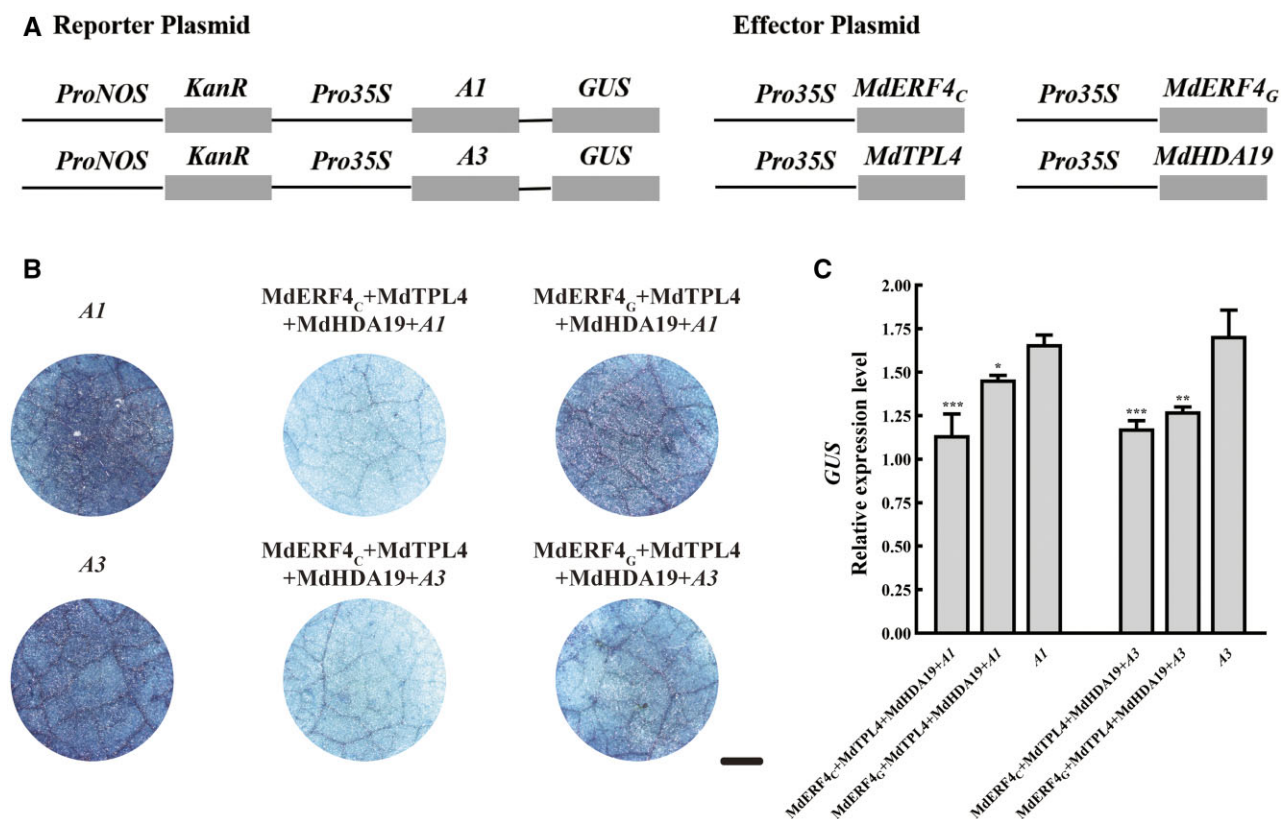 A Reporter Plasmid
Effector Plasmid
ProNOS KanR Pro35S A1 GUS
Pro35S MdERF4C Pro35S MdERF4G
ProNOS KanR Pro35S A3 GUS
Pro35S MdTPL4 Pro35S MdHDA19
B
A1
MdERF4C+MdTPL4
+MdHDA19+A1
MdERF4G+MdTPL4
+MdHDA19+A1
A3
MdERF4C+MdTPL4
+MdHDA19+A3
MdERF4G+MdTPL4
+MdHDA19+A3
C
GUS
Relative expression level
2.00
1.75
1.50
1.25
1.00
0.75
0.50
0.25
0.00
***
*
***
**
MdERF4C+MdTPL4+MdHDA19+A1
MdERF4G+MdTPL4+MdHDA19+A1
A1
MdERF4C+MdTPL4+MdHDA19+A3
MdERF4G+MdTPL4+MdHDA19+A3
A3